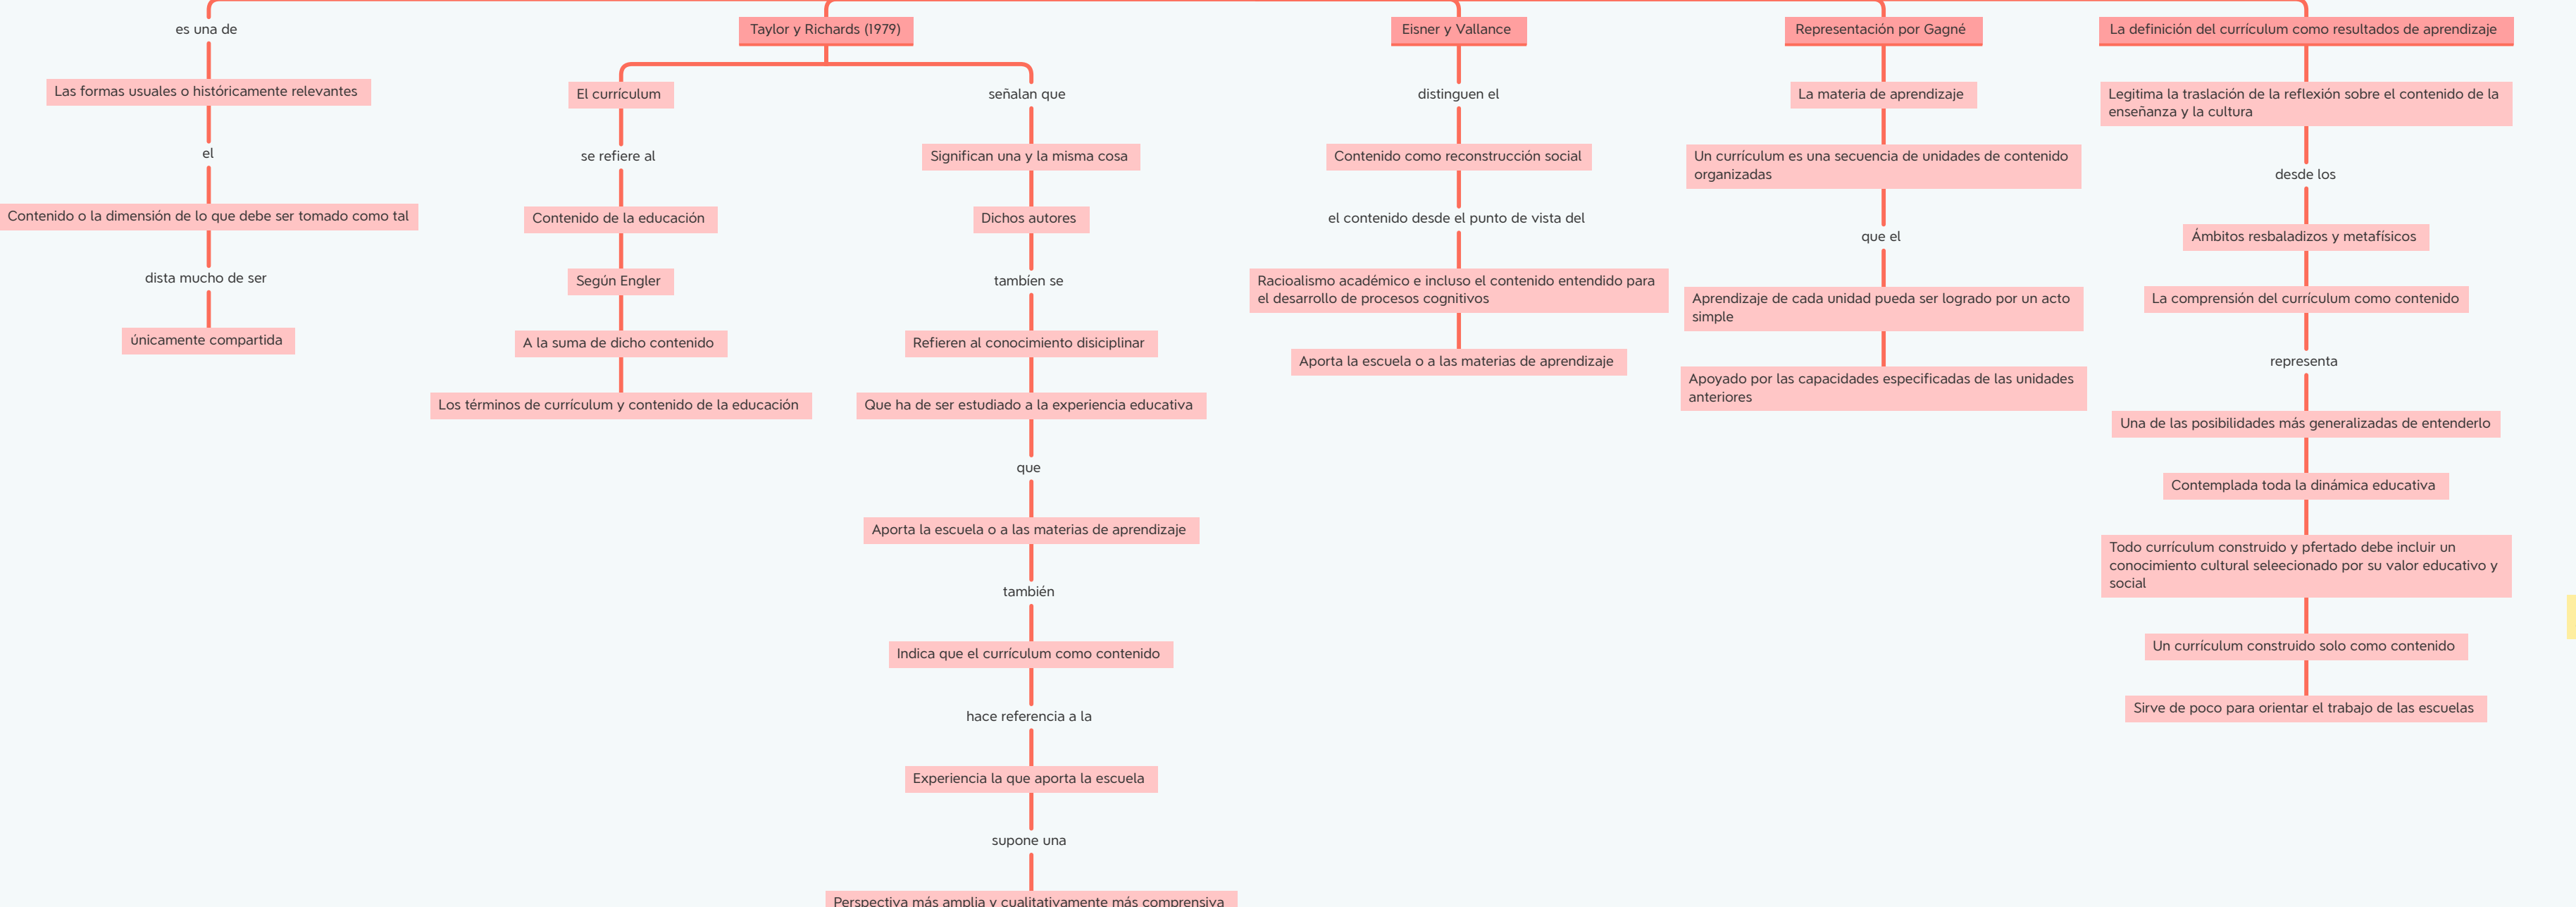 es una de
Las formas usuales o históricamente relevantes
el
Contenido o la dimensión de lo que debe ser tomado como tal
dista mucho de ser
únicamente compartida
Taylor y Richards (1979)
El currículum
se refiere al
Contenido de la educación
Según Engler
A la suma de dicho contenido
Los términos de currículum y contenido de la educación
señalan que
Significan una y la misma cosa
Dichos autores
tambíen se
Refieren al conocimiento disiciplinar
Que ha de ser estudiado a la experiencia educativa
que
Aporta la escuela o a las materias de aprendizaje
también
Indica que el currículum como contenido
hace referencia a la
Experiencia la que aporta la escuela
supone una
Perspectiva más amplia y cualitativamente más comprensiva
Eisner y Vallance
distinguen el
Contenido como reconstrucción social
el contenido desde el punto de vista del
Racioalismo académico e incluso el contenido entendido para
el desarrollo de procesos cognitivos
Aporta la escuela o a las materias de aprendizaje
Representación por Gagné
La materia de aprendizaje
Un currículum es una secuencia de unidades de contenido
organizadas
que el
Aprendizaje de cada unidad pueda ser logrado por un acto
simple
Apoyado por las capacidades especificadas de las unidades
anteriores
La definición del currículum como resultados de aprendizaje
Legitima la traslación de la reflexión sobre el contenido de la
enseñanza y la cultura
desde los
Ámbitos resbaladizos y metafísicos
La comprensión del currículum como contenido
representa
Una de las posibilidades más generalizadas de entenderlo
Contemplada toda la dinámica educativa
Todo currículum construido y pfertado debe incluir un
conocimiento cultural seleecionado por su valor educativo y
social
Un currículum construido solo como contenido
Sirve de poco para orientar el trabajo de las escuelas